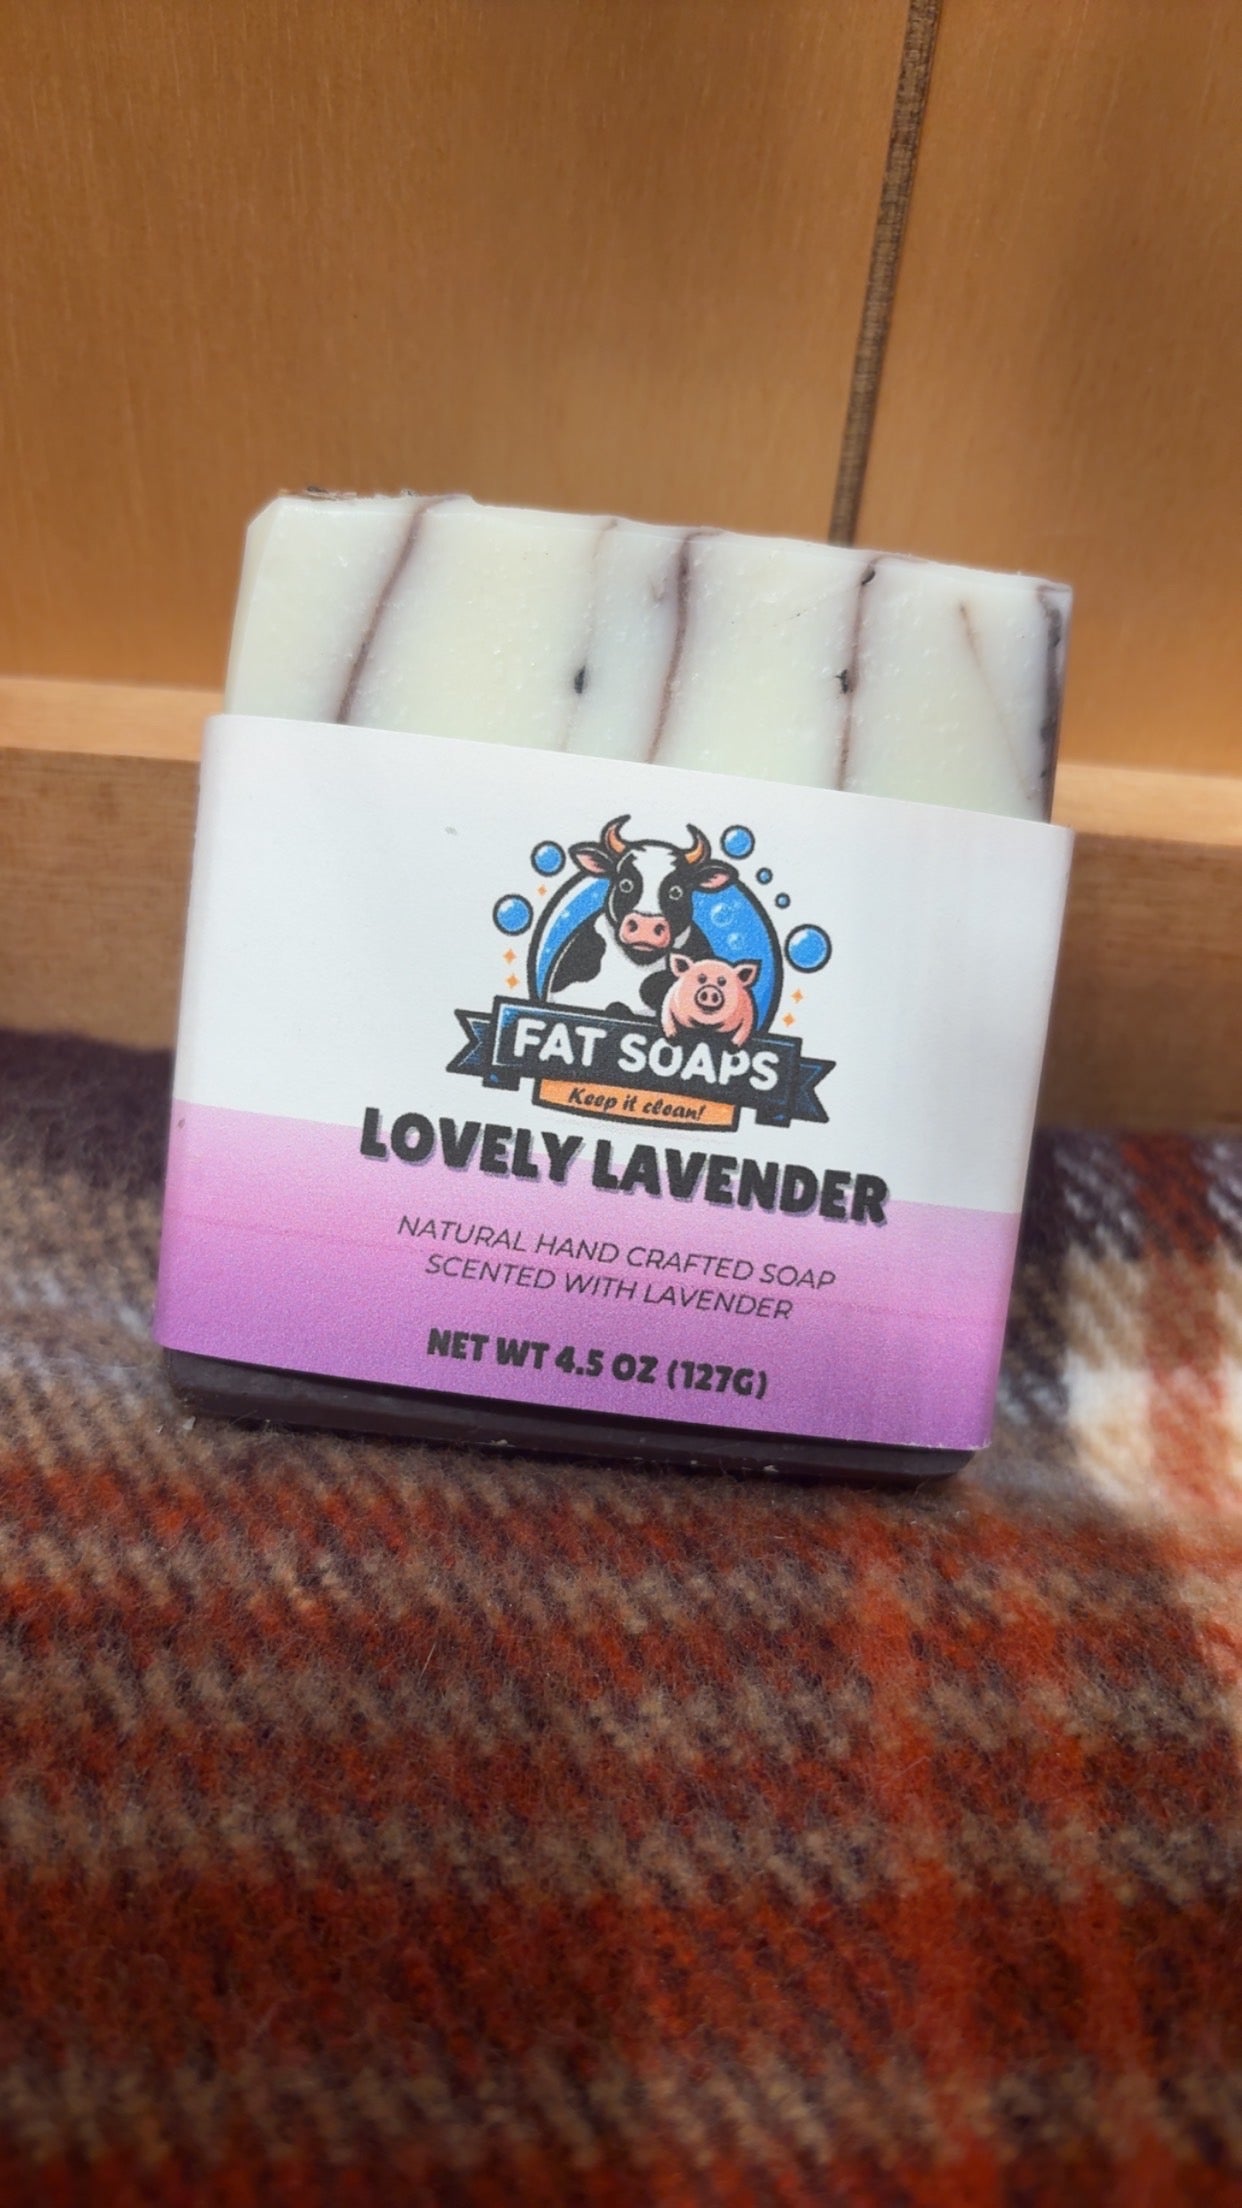 FAT SOAPS
Keep it clean!
LOVELY LAVENDER
NATURAL HAND CRAFTED SOAP
SCENTED WITH LAVENDER
NET WT 4.5 OZ (127G)